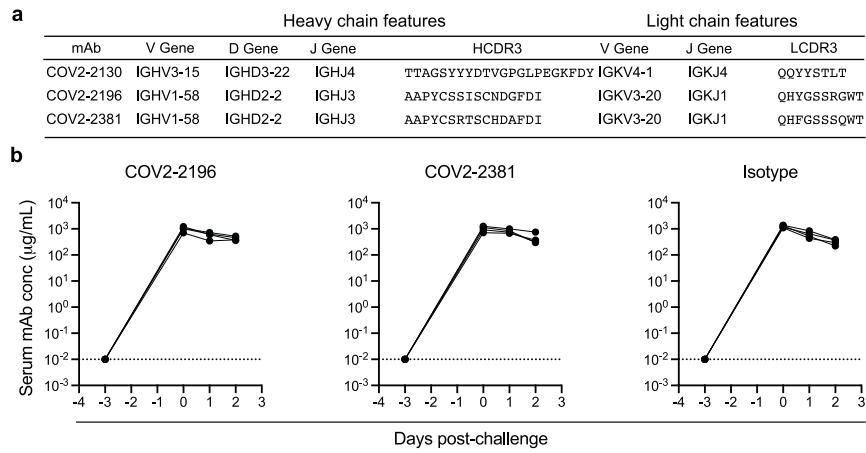 a
Heavy chain features Light chain features
mAb V Gene D Gene J Gene HCDR3 V Gene J Gene LCDR3
COV2-2130 IGHV3-15 IGHD3-22 IGHJ4 TTAGSYYYDTVGPGLPEGKFDY IGKV4-1 IGKJ4 QQYYSTLT
COV2-2196 IGHV1-58 IGHD2-2 IGHJ3 AAPYCSSISCNDGFDI IGKV3-20 IGKJ1 QHYGSSRGWT
COV2-2381 IGHV1-58 IGHD2-2 IGHJ3 AAPYCSRTSCHDAFDI IGKV3-20 IGKJ1 QHFGSSSQWT
b
COV2-2196 COV2-2381 Isotype
Serum mAb conc (µg/mL)
10⁴ 10⁴ 10⁴
10³ 10³ 10³
10² 10² 10²
10¹ 10¹ 10¹
10⁰ 10⁰ 10⁰
10⁻¹ 10⁻¹ 10⁻¹
10⁻² 10⁻² 10⁻²
10⁻³ 10⁻³ 10⁻³
-4 -3 -2 -1 0 1 2 3 -4 -3 -2 -1 0 1 2 3 -4 -3 -2 -1 0 1 2 3
Days post-challenge